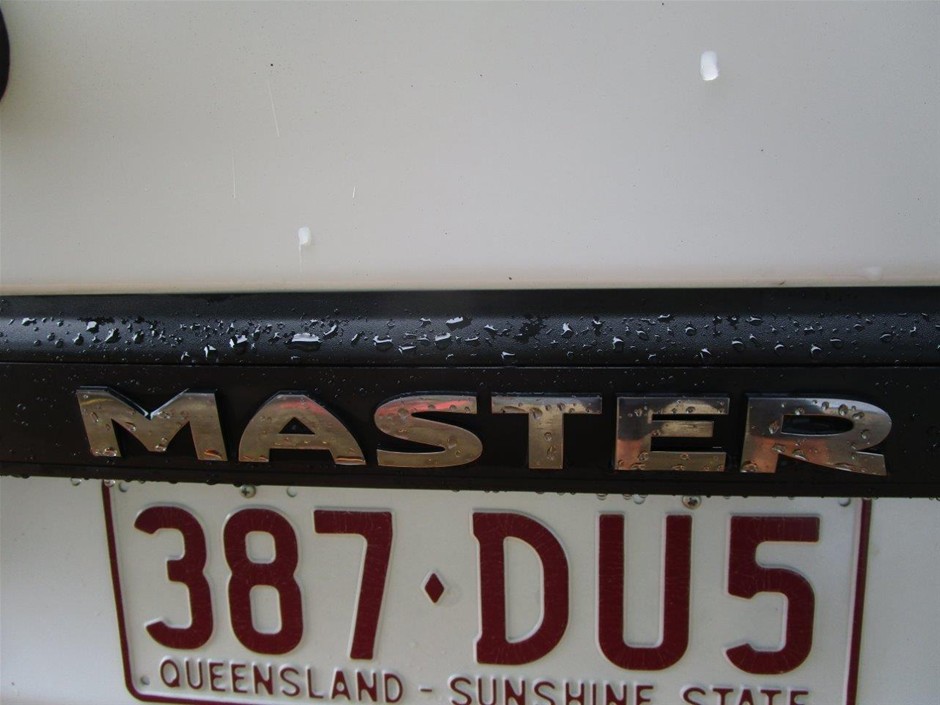 MASTER
387·DU5
QUEENSLAND - SUNSHINE STATE